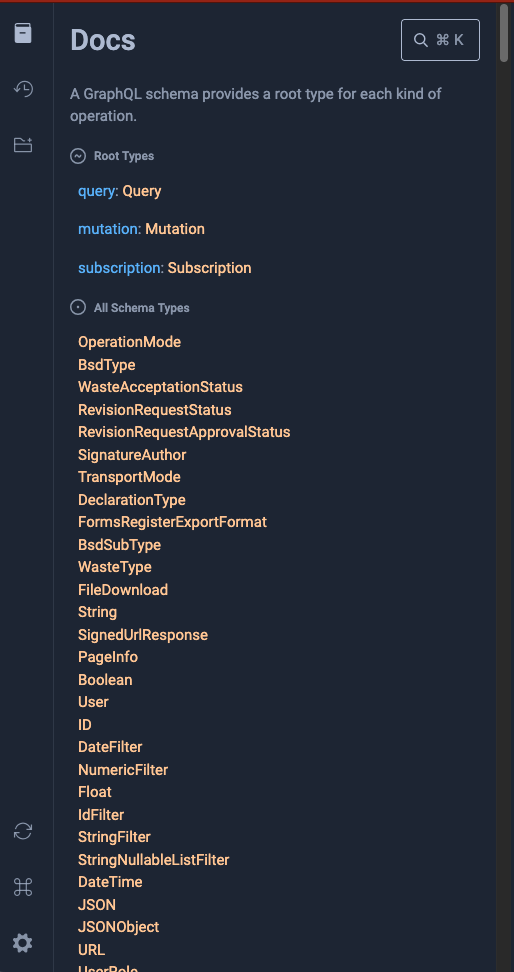 Docs
⌘ K
A GraphQL schema provides a root type for each kind of
operation.
Root Types
query: Query
mutation: Mutation
subscription: Subscription
All Schema Types
OperationMode
BsdType
WasteAcceptationStatus
RevisionRequestStatus
RevisionRequestApprovalStatus
SignatureAuthor
TransportMode
DeclarationType
FormsRegisterExportFormat
BsdSubType
WasteType
FileDownload
String
SignedUrlResponse
PageInfo
Boolean
User
ID
DateFilter
NumericFilter
Float
IdFilter
StringFilter
StringNullableListFilter
DateTime
JSON
JSONObject
URL
UserRole